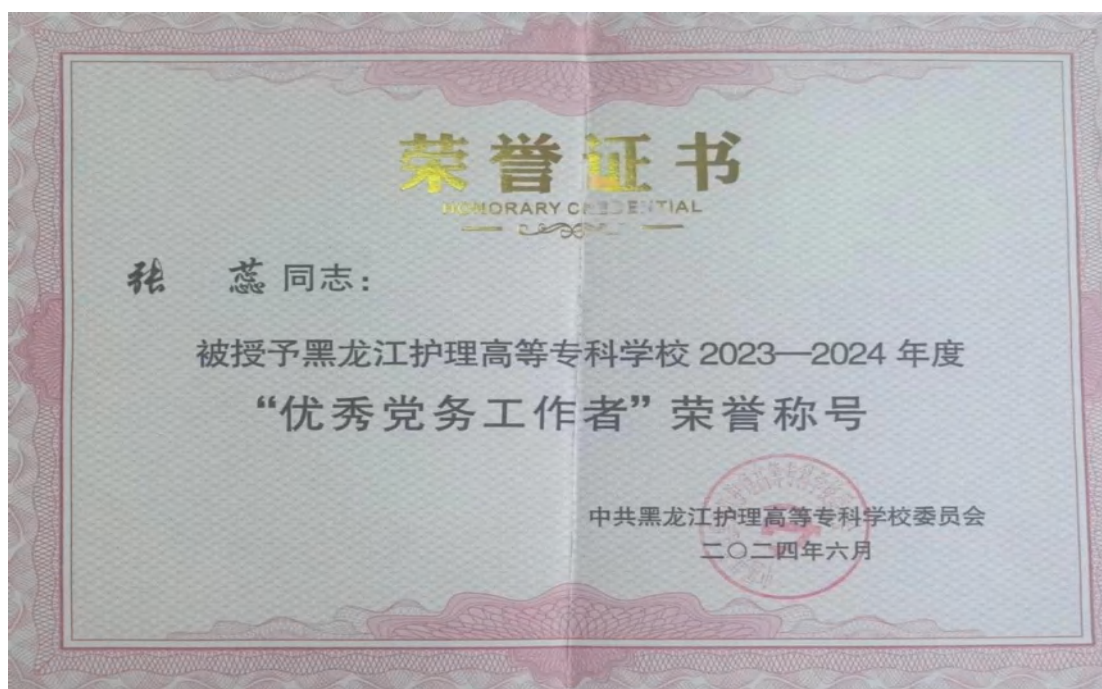 荣誉证书
HONORARY CREDENTIAL
张 蕊 同志：
被授予黑龙江护理高等专科学校 2023—2024 年度
“优秀党务工作者”荣誉称号
中共黑龙江护理高等专科学校委员会
二〇二四年六月